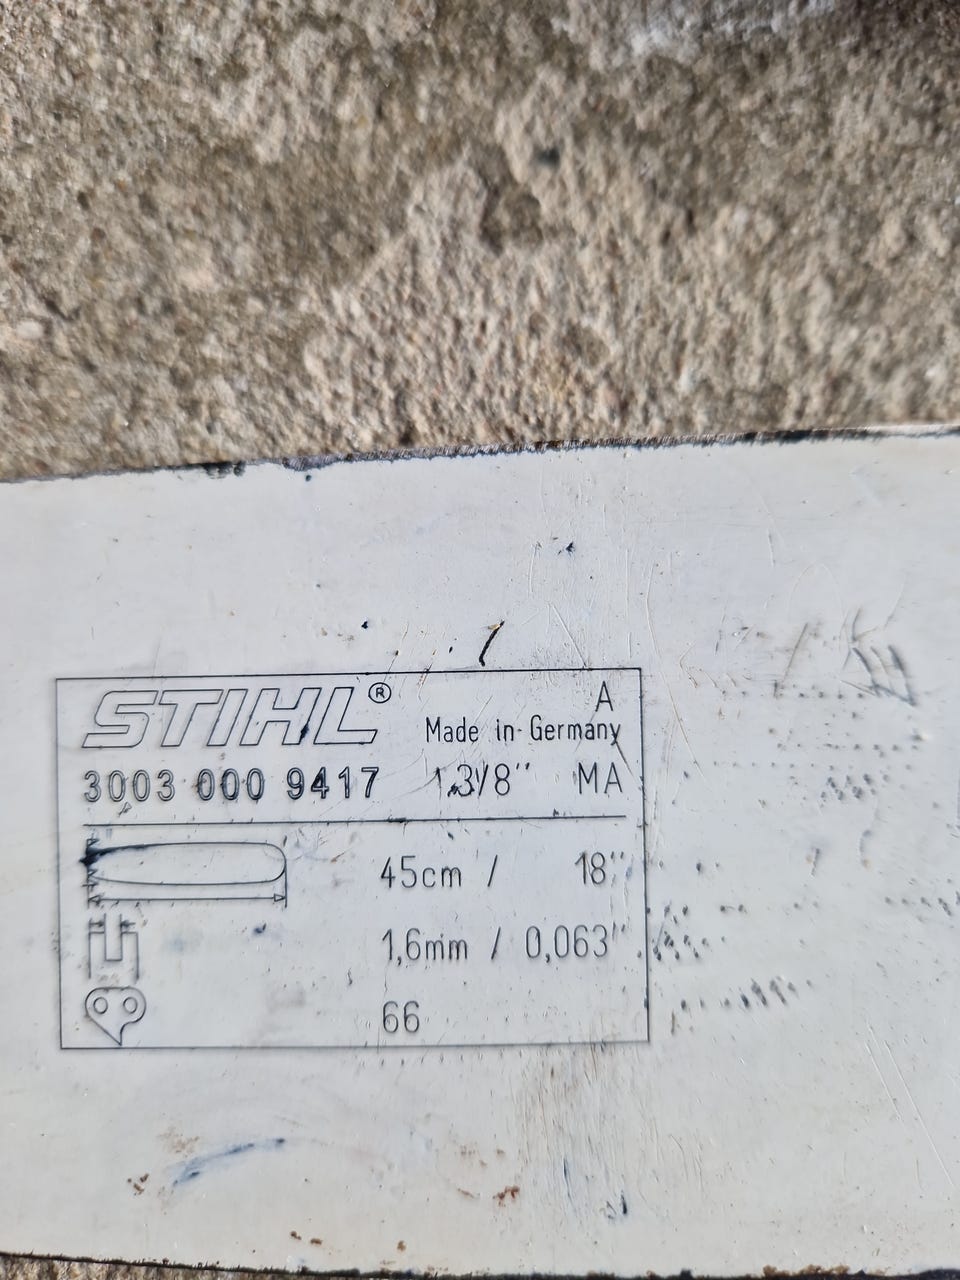 STIHL®
A
Made in Germany
3003 000 9417 3/8" MA
45cm / 18"
1,6mm / 0,063"
66